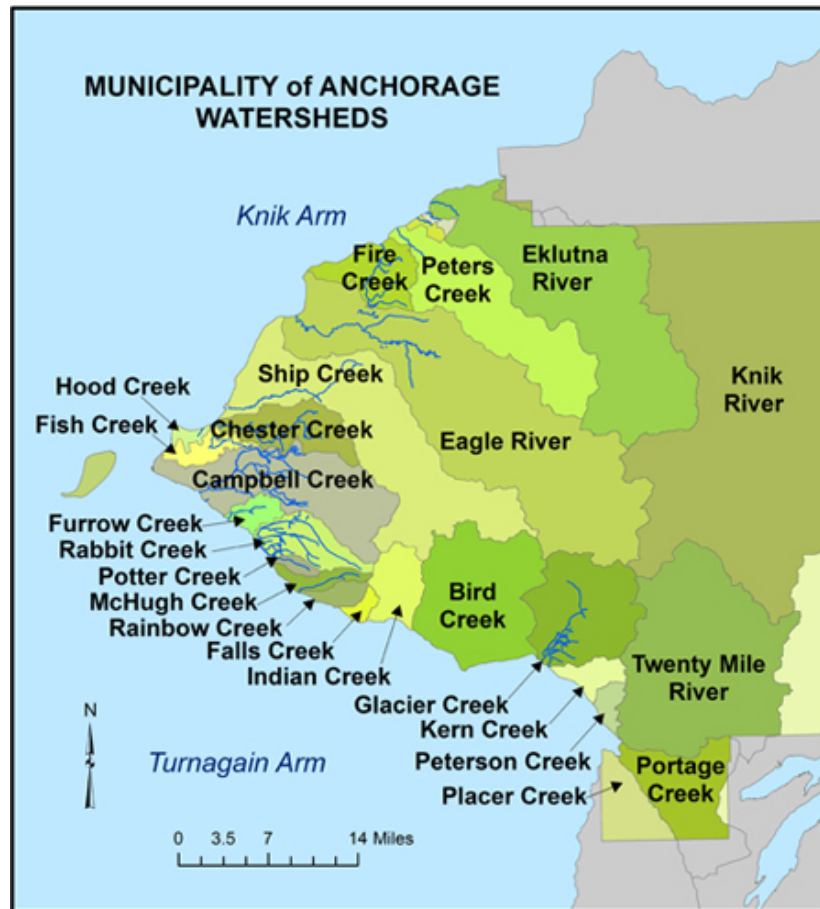 MUNICIPALITY of ANCHORAGE
WATERSHEDS
Knik Arm
Fire
Creek
Peters
Creek
Eklutna
River
Knik
River
Ship Creek
Hood Creek
Fish Creek
Chester Creek
Eagle River
Campbell Creek
Furrow Creek
Rabbit Creek
Potter Creek
McHugh Creek
Rainbow Creek
Falls Creek
Indian Creek
Bird
Creek
Glacier Creek
Kern Creek
Peterson Creek
Placer Creek
Twenty Mile
River
Portage
Creek
N
Turnagain Arm
0 3.5 7 14 Miles